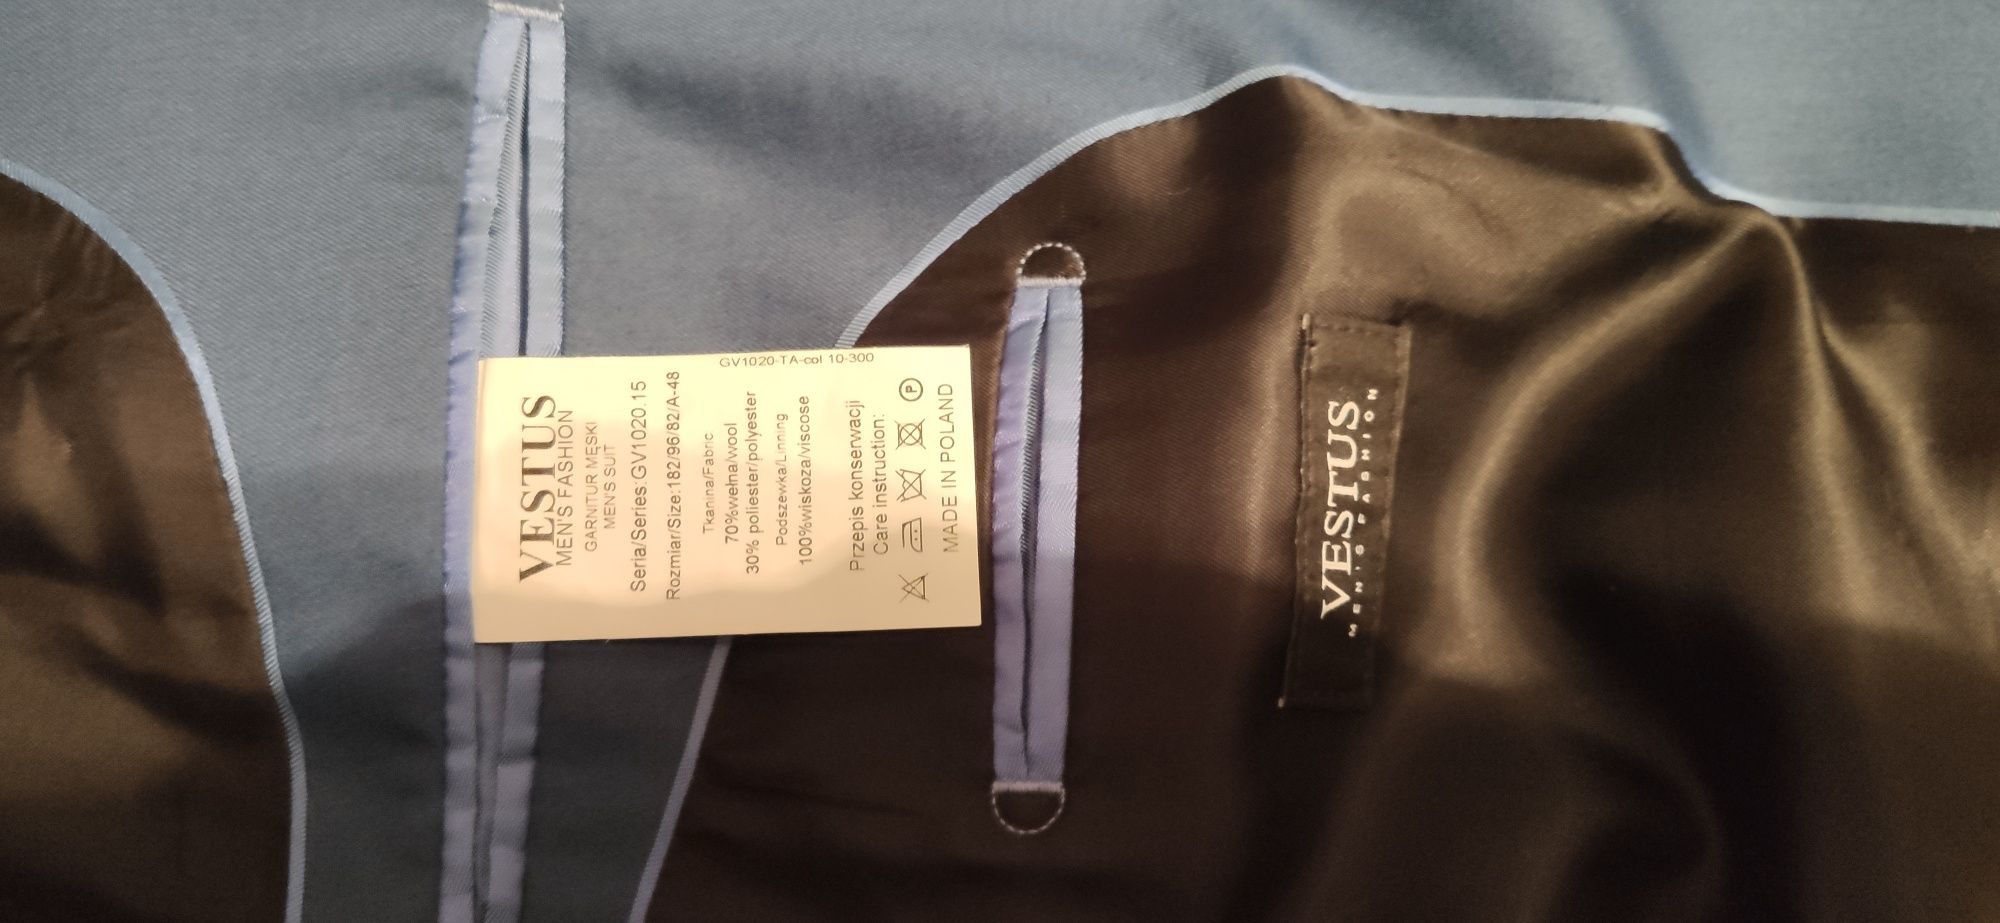 VESTUS
MEN'S FASHION
GARNITUR MĘSKI
MEN'S SUIT
Seria/Series:GV1020.15
Rozmiar/Size:182/96/82/A-48
GV1020-TA-col 10-300
Tkanina/Fabric
70%wełna/wool
30% poliester/polyester
Podszewka/Linning
100%wiskoza/viscose
Przepis konserwacji
Care instruction:
P
MADE IN POLAND
VESTUS
MEN'S FASHION